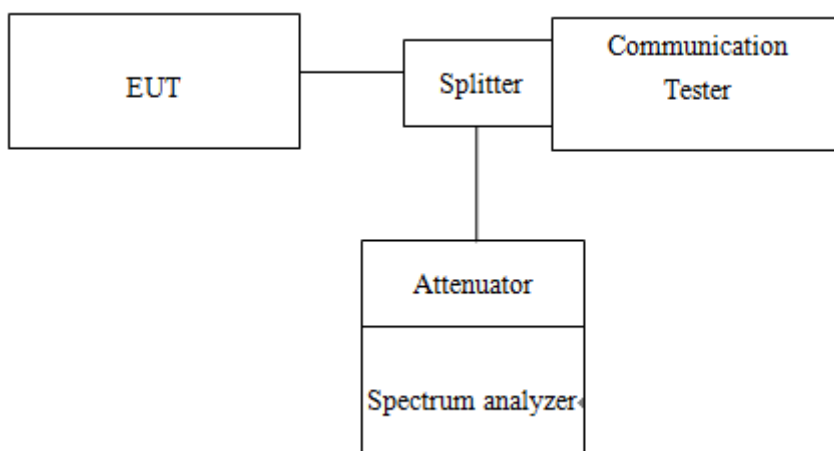 EUT
Splitter
Communication
Tester
Attenuator
Spectrum analyzer